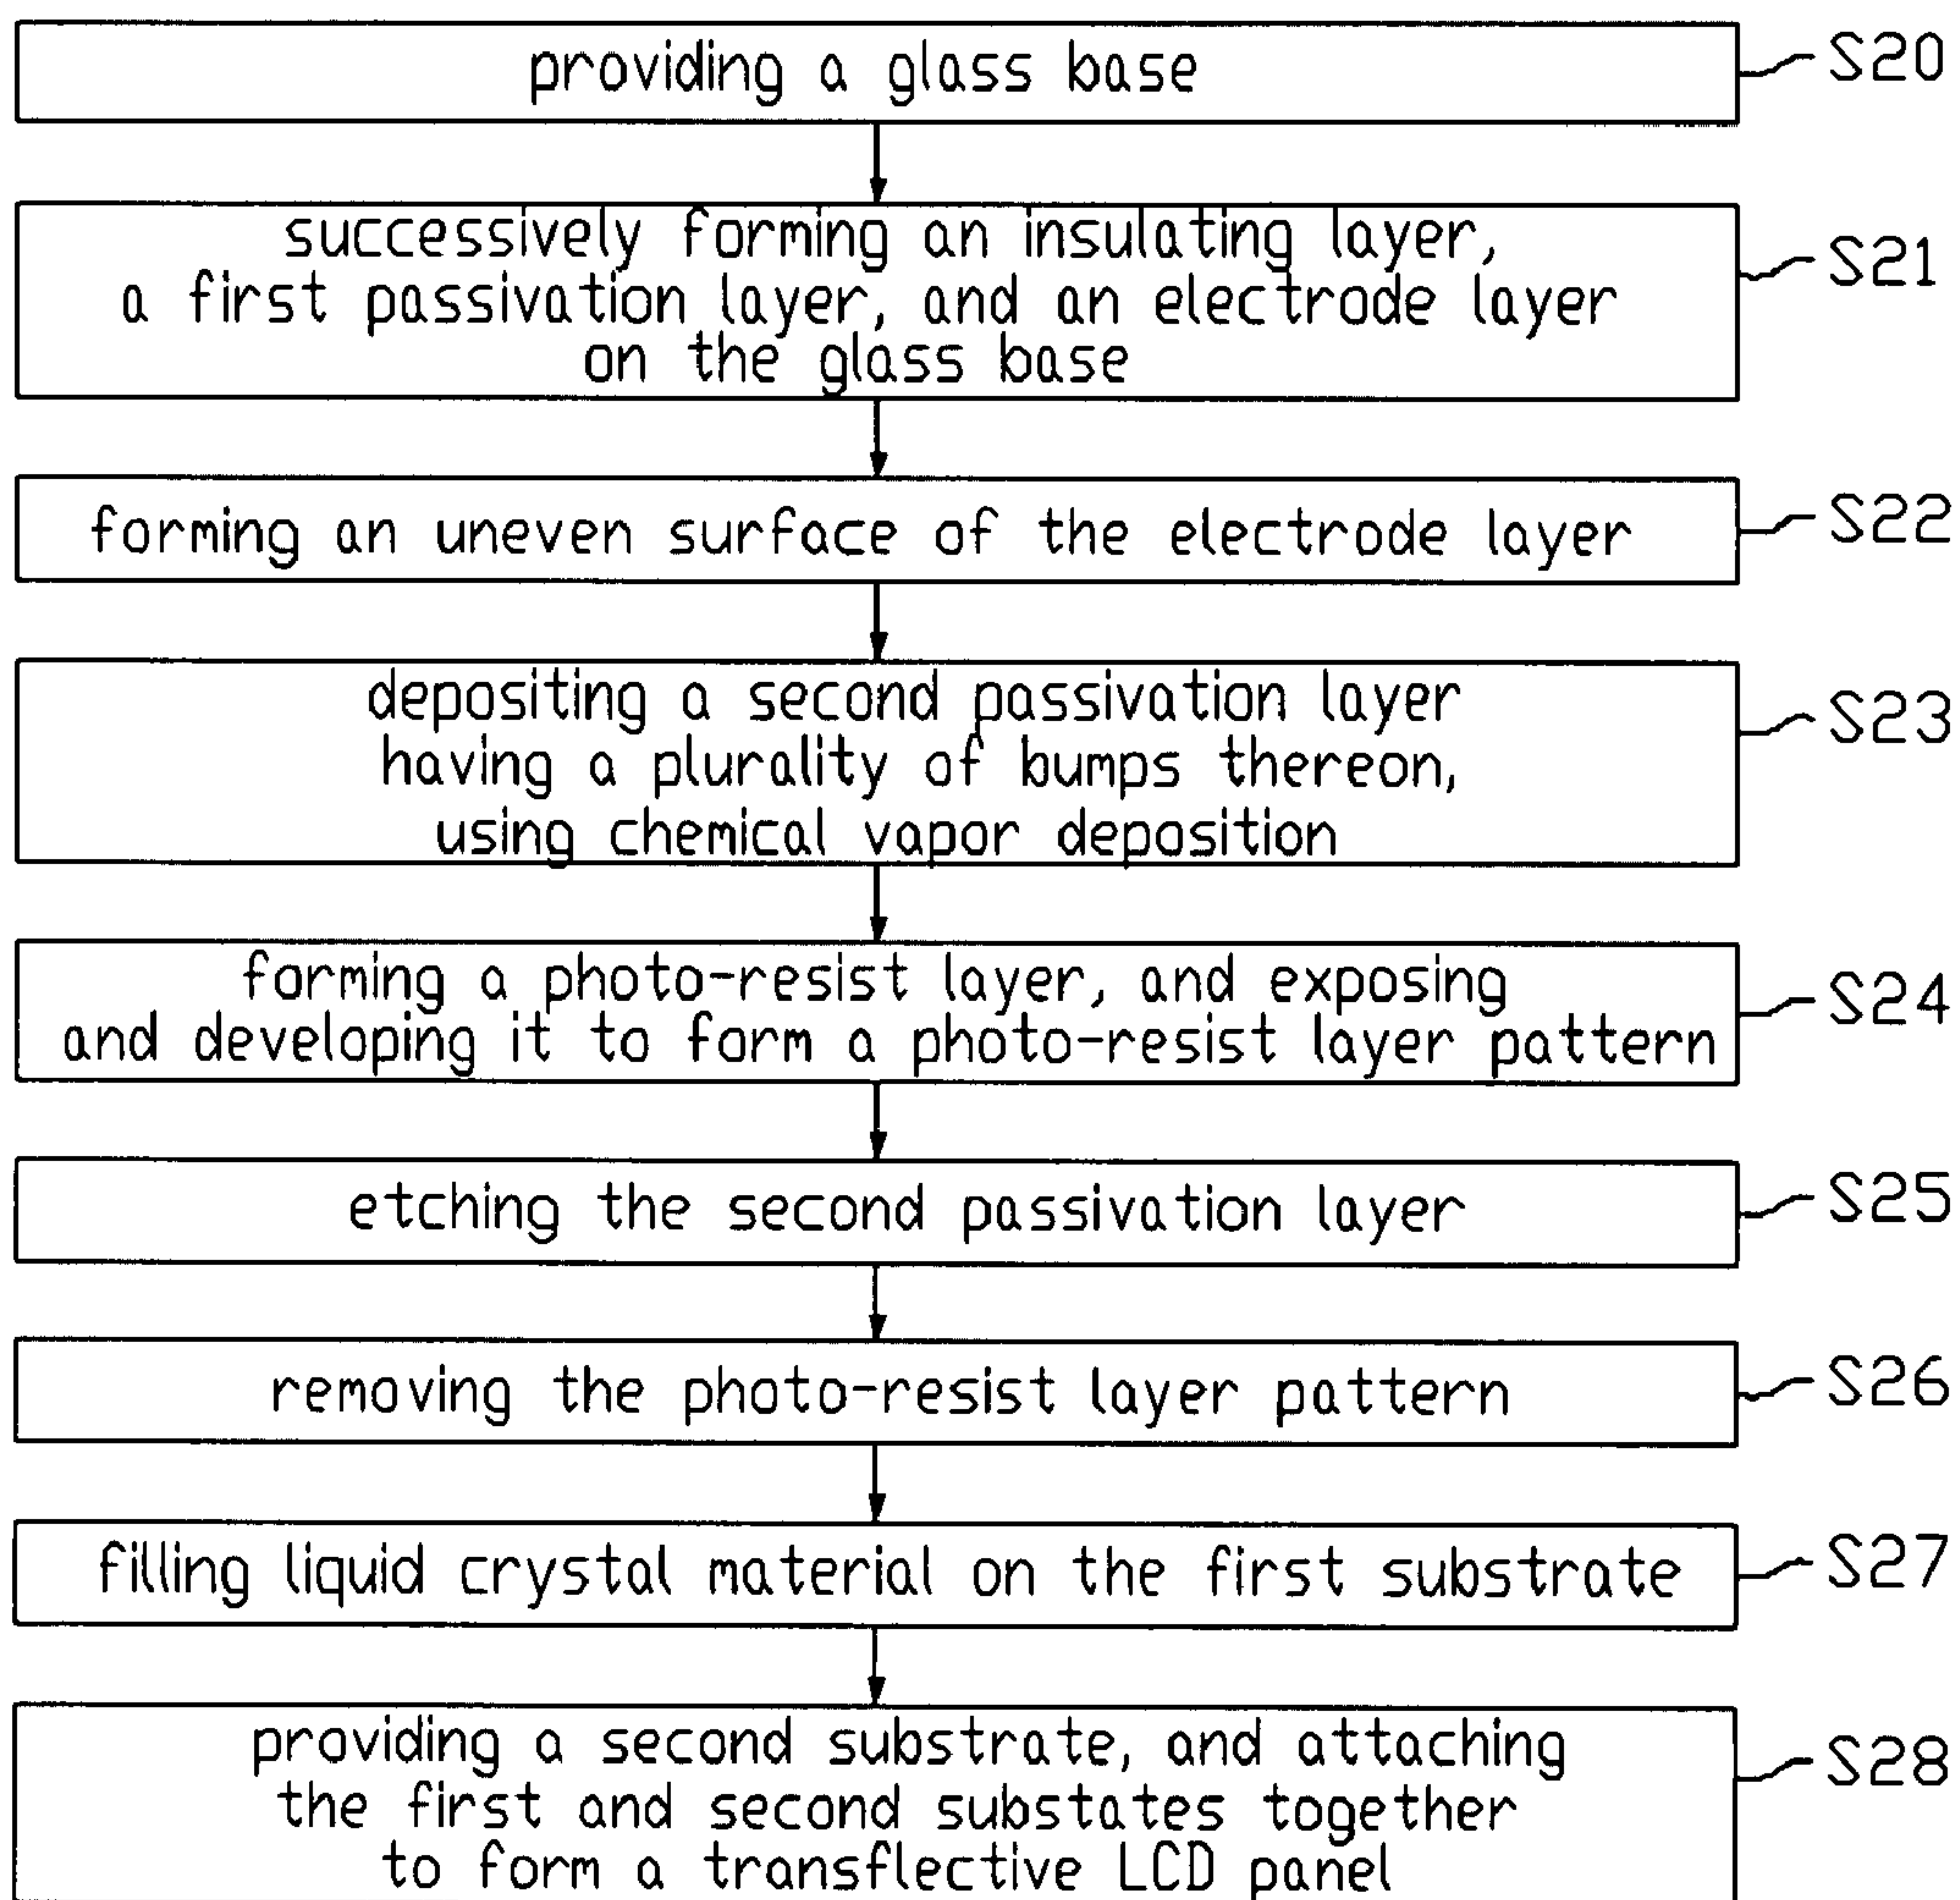 providing a glass base
S20
successively forming an insulating layer,
a first passivation layer, and an electrode layer
on the glass base
S21
forming an uneven surface of the electrode layer
S22
depositing a second passivation layer
having a plurality of bumps thereon,
using chemical vapor deposition
S23
forming a photo-resist layer, and exposing
and developing it to form a photo-resist layer pattern
S24
etching the second passivation layer
S25
removing the photo-resist layer pattern
S26
filling liquid crystal material on the first substrate
S27
providing a second substrate, and attaching
the first and second substates together
to form a transflective LCD panel
S28